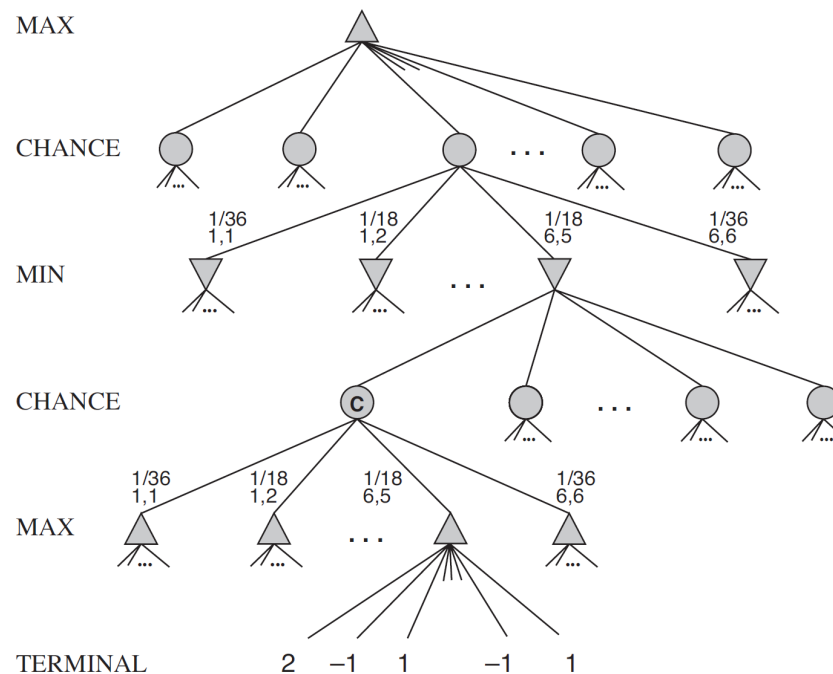 MAX
CHANCE
...
... ... ... ... ...
1/36 1/18 1/18 1/36
1,1 1,2 6,5 6,6
MIN
...
... ... ... ...
CHANCE C ...
... ... ... ...
1/36 1/18 1/18 1/36
1,1 1,2 6,5 6,6
MAX ...
... ... ...
TERMINAL 2 –1 1 –1 1